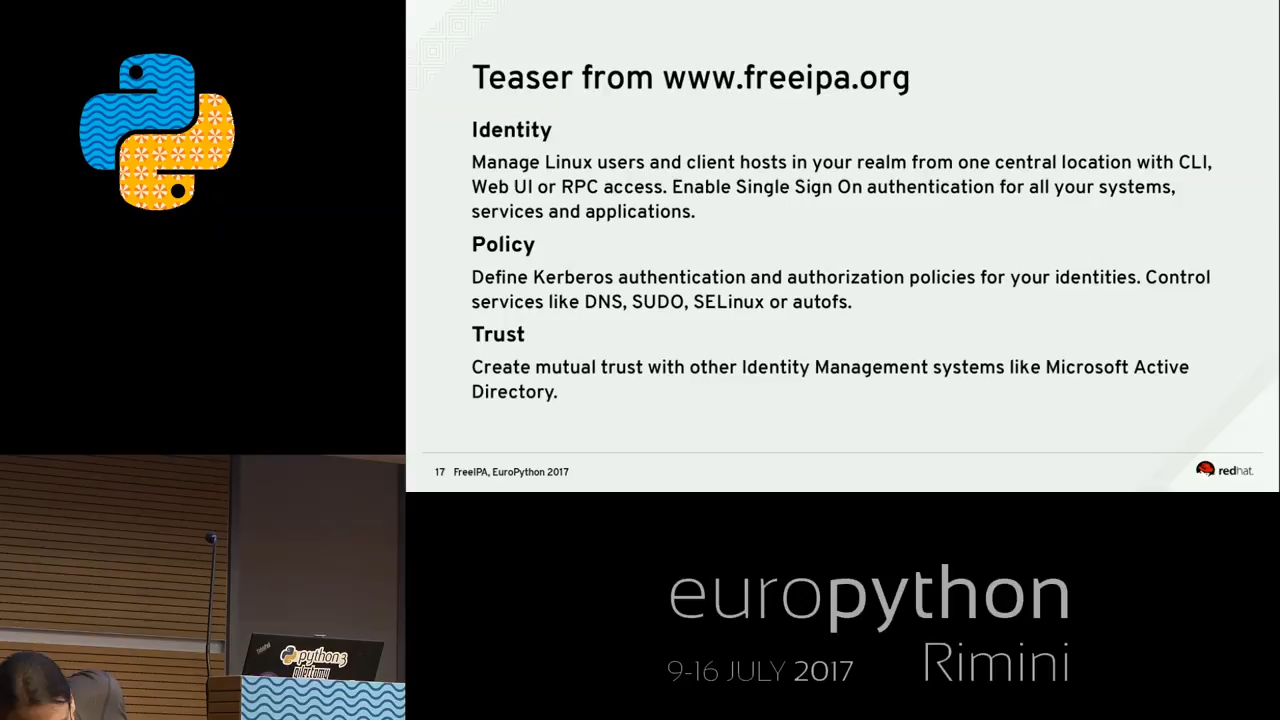 Teaser from www.freeipa.org
Identity
Manage Linux users and client hosts in your realm from one central location with CLI,
Web UI or RPC access. Enable Single Sign On authentication for all your systems,
services and applications.
Policy
Define Kerberos authentication and authorization policies for your identities. Control
services like DNS, SUDO, SELinux or autofs.
Trust
Create mutual trust with other Identity Management systems like Microsoft Active
Directory.
17 FreeIPA, EuroPython 2017
redhat.
ThinkPad
python3
gilectomy
europython
Rimini
9-16 JULY 2017